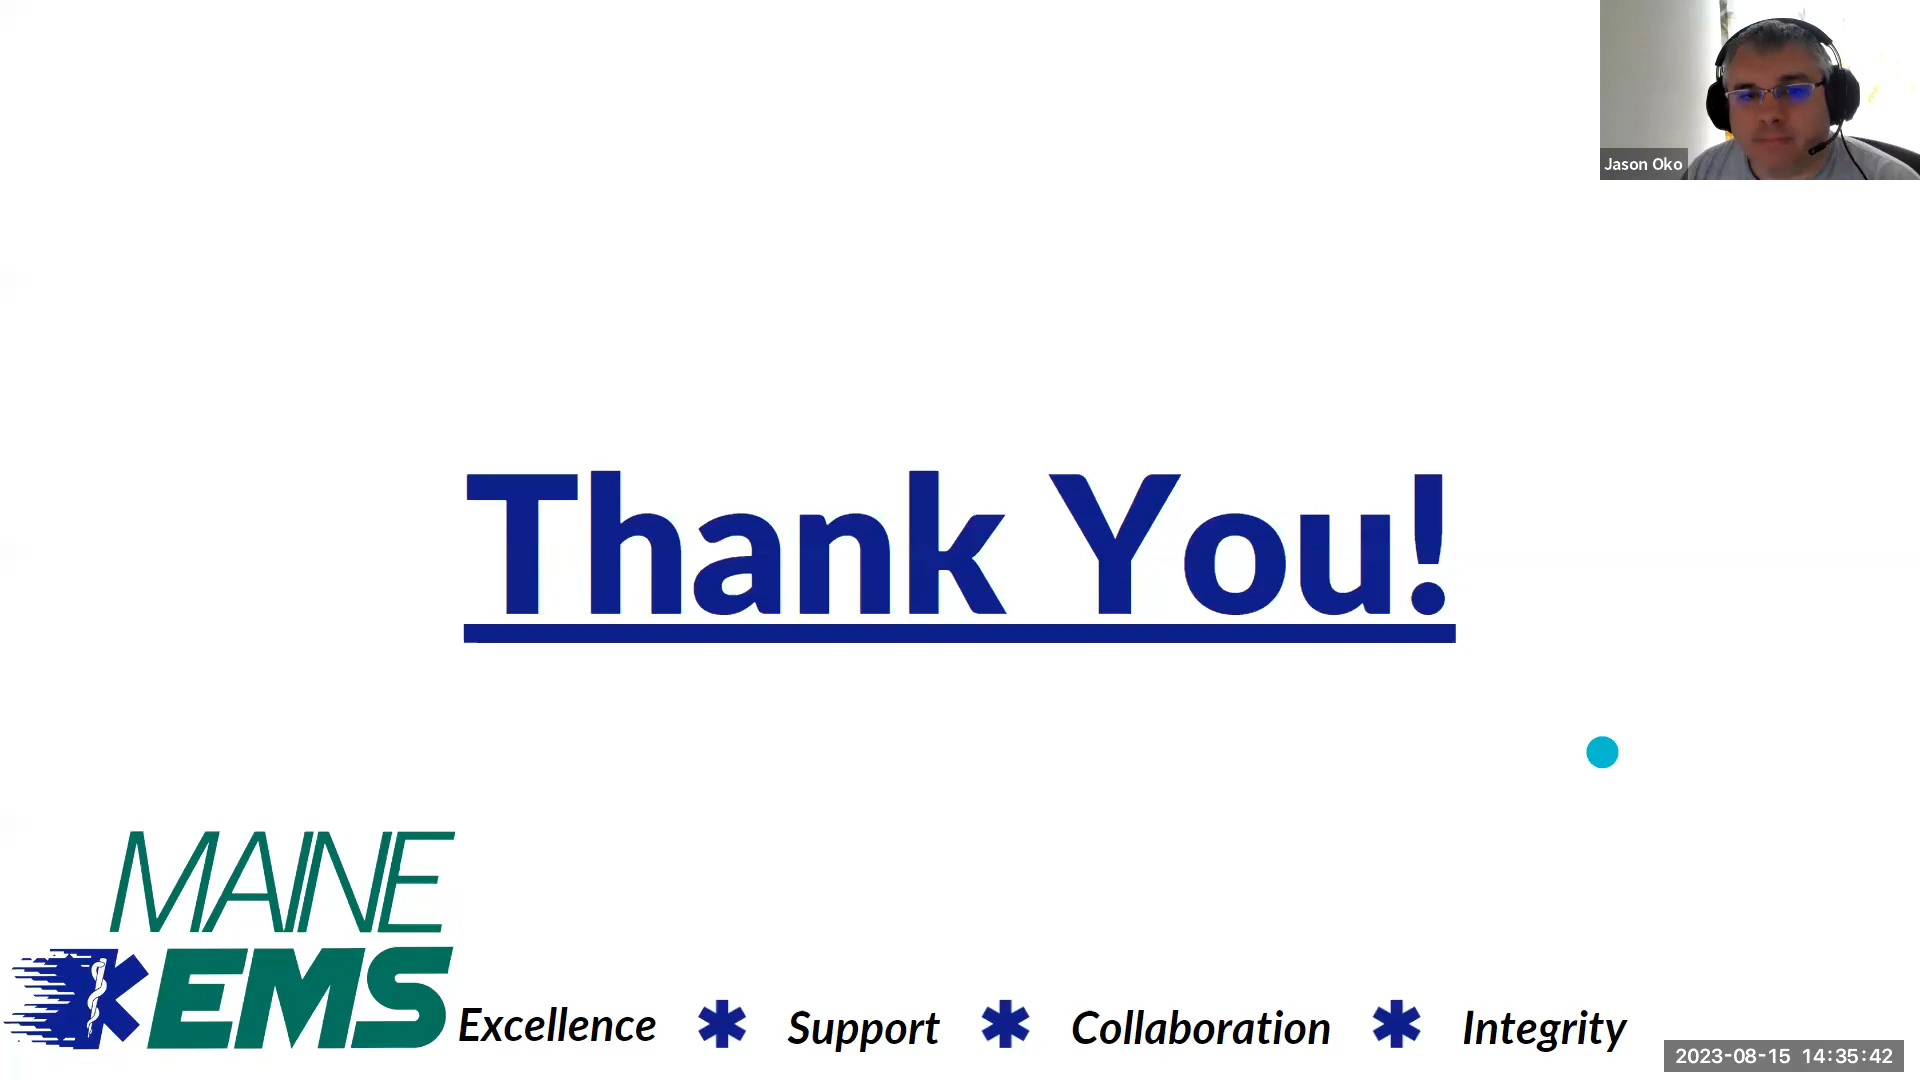 Jason Oko
Thank You!
MAINE
EMS
Excellence * Support * Collaboration * Integrity
2023-08-15 14:35:42